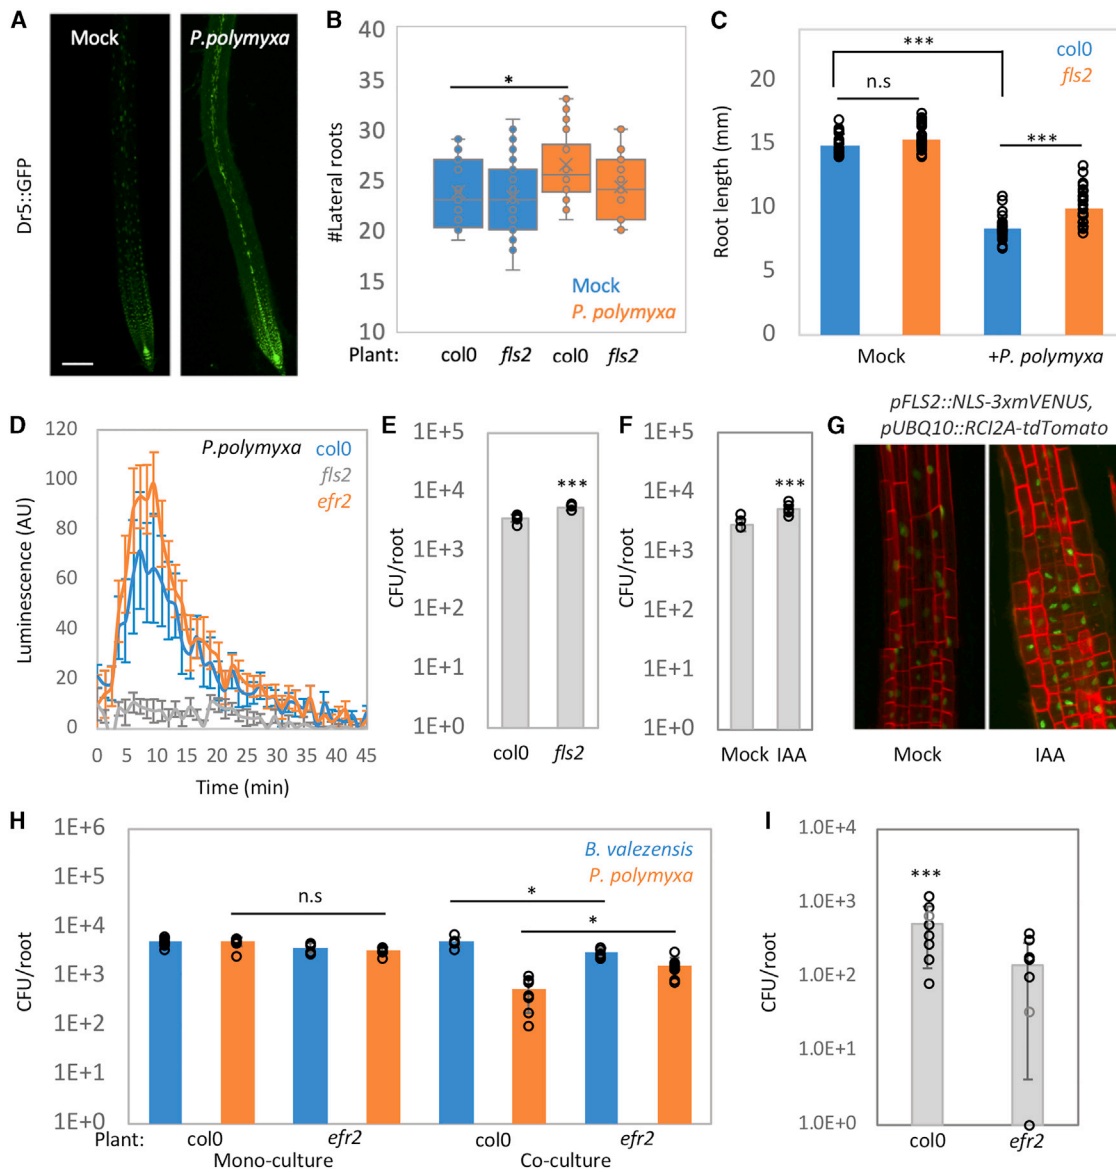 A
Mock
P.polymyxa
Dr5::GFP
B
40
35
30
25
20
15
10
#Lateral roots
*
Mock
P. polymyxa
Plant:
col0
fls2
col0
fls2
C
20
15
10
5
0
Root length (mm)
***
n.s
***
col0
fls2
Mock
+P. polymyxa
D
120
100
80
60
40
20
0
Luminescence (AU)
P.polymyxa
col0
fls2
efr2
0 5 10 15 20 25 30 35 40 45
Time (min)
E
1E+5
1E+4
1E+3
1E+2
1E+1
1E+0
CFU/root
***
col0
fls2
F
1E+5
1E+4
1E+3
1E+2
1E+1
1E+0
CFU/root
***
Mock IAA
G
pFLS2::NLS-3xmVENUS,
pUBQ10::RCI2A-tdTomato
Mock
IAA
H
1E+6
1E+5
1E+4
1E+3
1E+2
1E+1
1E+0
CFU/root
B. valezensis
P. polymyxa
n.s
*
*
Plant:
col0
efr2
col0
efr2
Mono-culture
Co-culture
I
1.0E+4
1.0E+3
1.0E+2
1.0E+1
1.0E+0
CFU/root
***
col0
efr2